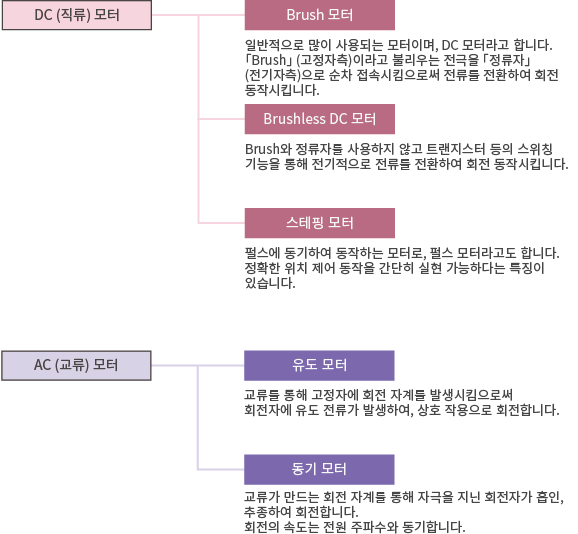 DC (직류) 모터
Brush 모터
일반적으로 많이 사용되는 모터이며, DC 모터라고 합니다.
「Brush」 (고정자측)이라고 불리우는 전극을 「정류자」
(전기자측)으로 순차 접속시킴으로써 전류를 전환하여 회전
동작시킵니다.
Brushless DC 모터
Brush와 정류자를 사용하지 않고 트랜지스터 등의 스위칭
기능을 통해 전기적으로 전류를 전환하여 회전 동작시킵니다.
스테핑 모터
펄스에 동기하여 동작하는 모터로, 펄스 모터라고도 합니다.
정확한 위치 제어 동작을 간단히 실현 가능하다는 특징이
있습니다.
AC (교류) 모터
유도 모터
교류를 통해 고정자에 회전 자계를 발생시킴으로써
회전자에 유도 전류가 발생하여, 상호 작용으로 회전합니다.
동기 모터
교류가 만드는 회전 자계를 통해 자극을 지닌 회전자가 흡인,
추종하여 회전합니다.
회전의 속도는 전원 주파수와 동기합니다.